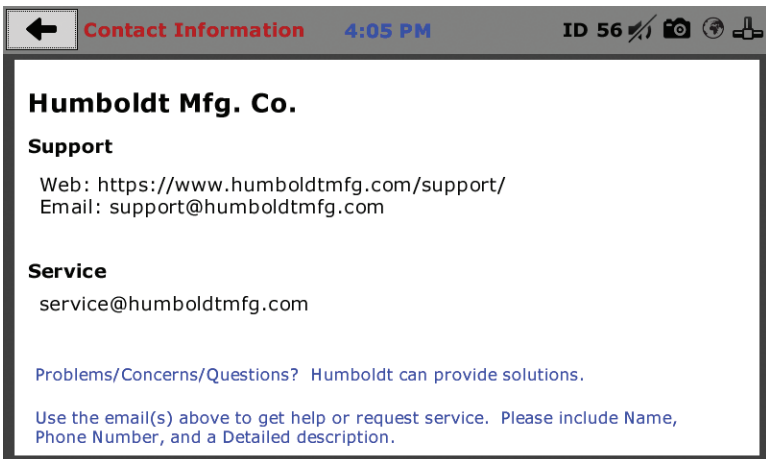 Contact Information 4:05 PM ID 56
Humboldt Mfg. Co.
Support
Web: https://www.humboldtmfg.com/support/
Email: support@humboldtmfg.com
Service
service@humboldtmfg.com
Problems/Concerns/Questions?  Humboldt can provide solutions.
Use the email(s) above to get help or request service.  Please include Name,
Phone Number, and a Detailed description.